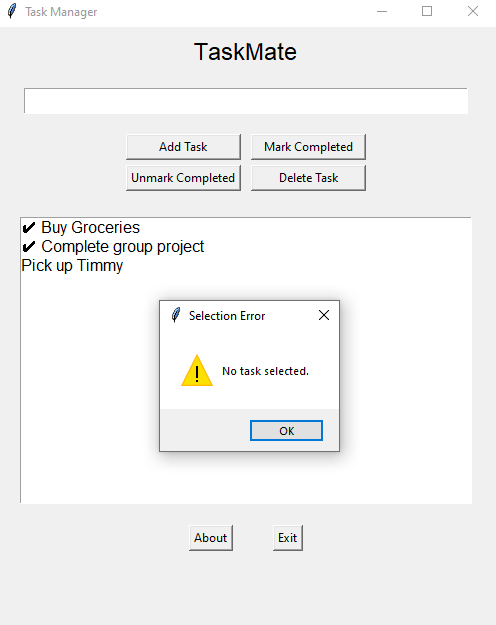 Task Manager
TaskMate
Add Task
Mark Completed
Unmark Completed
Delete Task
✔ Buy Groceries
✔ Complete group project
Pick up Timmy
Selection Error
No task selected.
OK
About
Exit